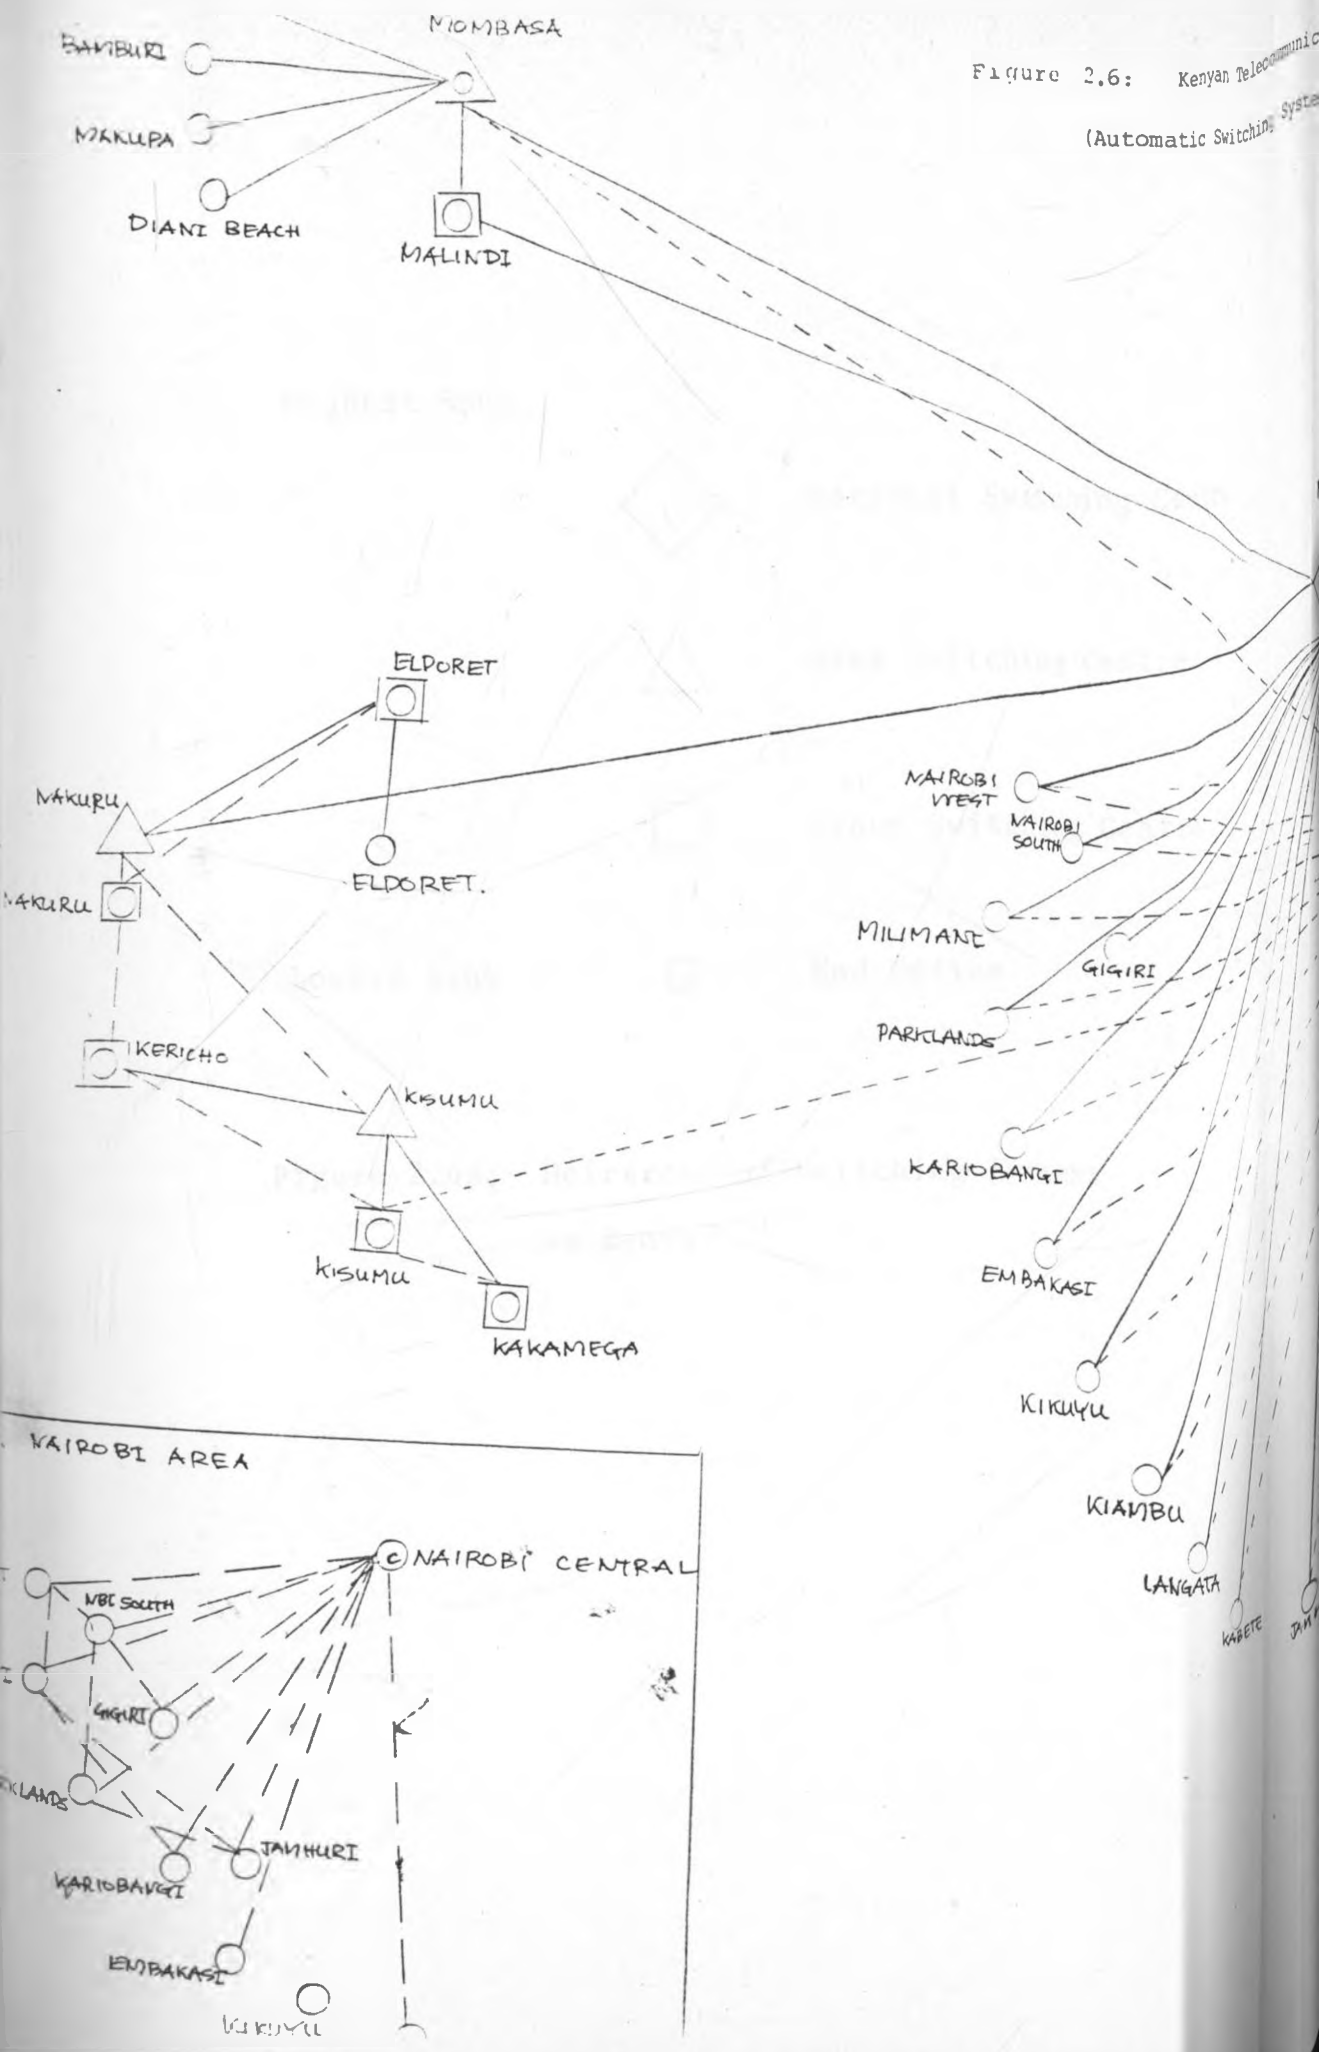 MOMBASA
BAMBURI
Figure 2.6: Kenyan Telecommunic
MAKUPA
(Automatic Switching Syste
DIANI BEACH
MALINDI
ELDORET
NAKURU
NAIROBI
WEST
NAIROBI
SOUTH
ELDORET.
NAKURU
MILIMANI
GIGIRI
PARKLANDS
KERICHO
KISUMU
KARIOBANGI
KISUMU
EMBAKASI
KAKAMEGA
KIKUYU
NAIROBI AREA
KIAMBU
C NAIROBI CENTRAL
LANGATA
NBI SOUTH
KABETE
JAM
GIGIRI
KLANDS
JAMHURI
KARIOBANGI
EMBAKASI
KIKUYU